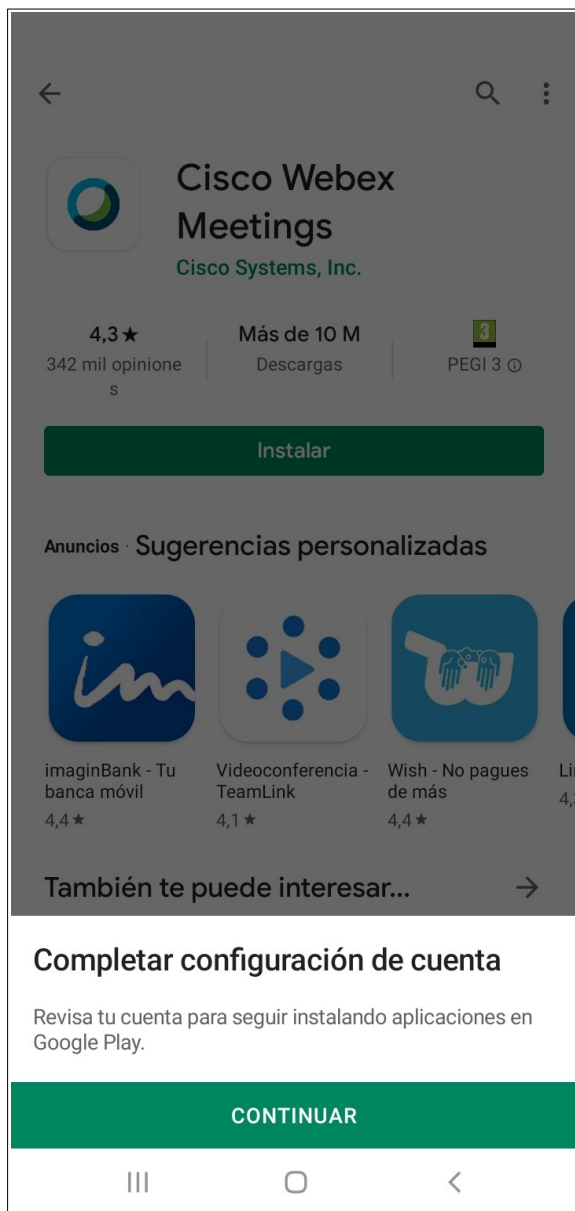 Cisco Webex
Meetings
Cisco Systems, Inc.
4,3★
342 mil opinione
s
Más de 10 M
Descargas
3
PEGI 3
Instalar
Anuncios · Sugerencias personalizadas
im
imaginBank - Tu
banca móvil
4,4★
Videoconferencia -
TeamLink
4,1★
Wish - No pagues
de más
4,4★
También te puede interesar...
Completar configuración de cuenta
Revisa tu cuenta para seguir instalando aplicaciones en
Google Play.
CONTINUAR